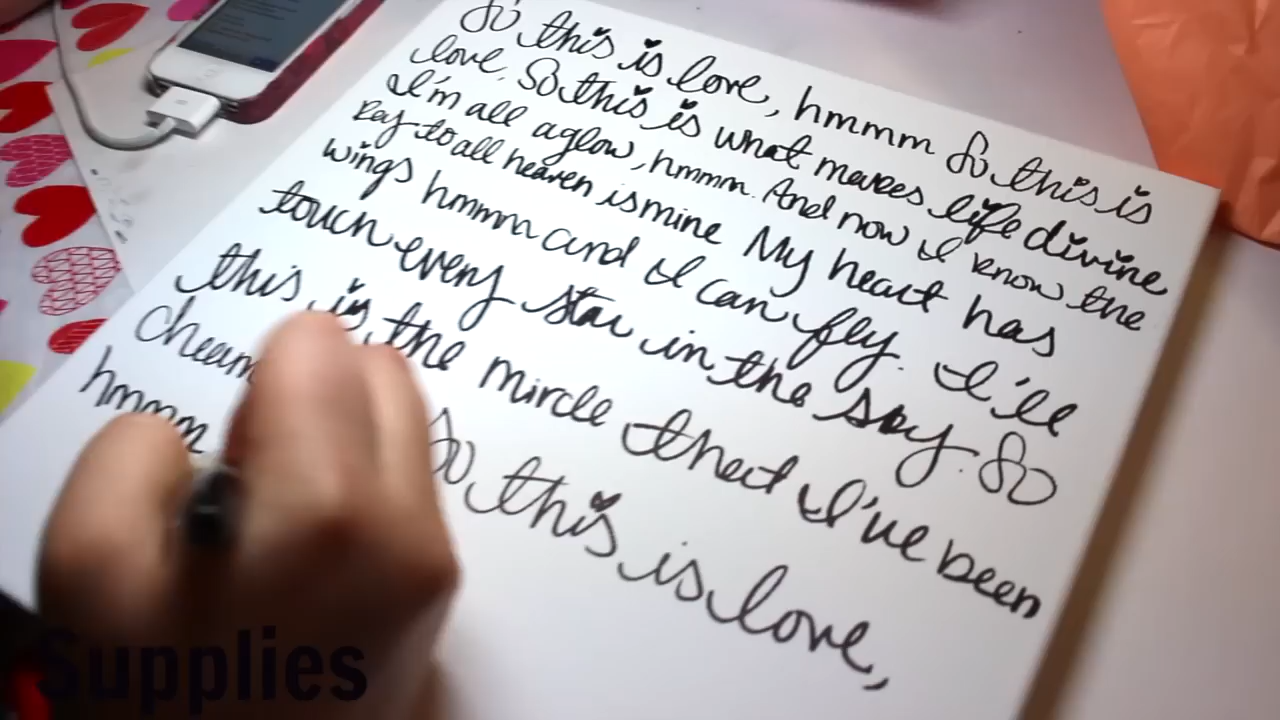 So this is love, hmmm So this is
love. So this is what makes life divine
I'm all aglow, hmmm. And now I know the
key to all heaven is mine My heart has
wings hmmm and I can fly. I'll
touch every star in the sky. So
this is the mircle that I've been
hmmm So this is love,
Supplies